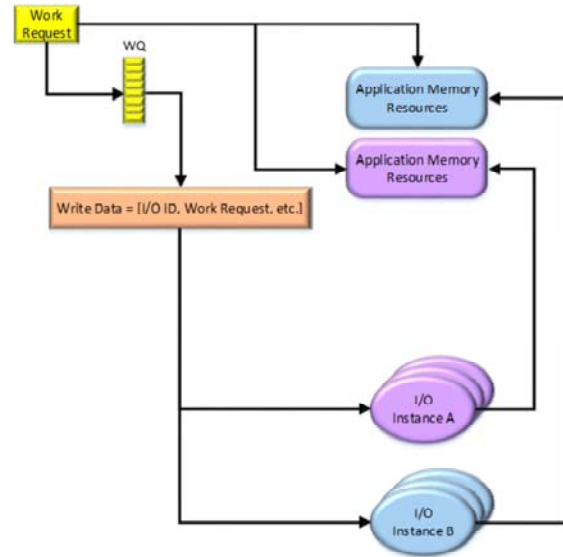 Work
Request
WQ
Application Memory
Resources
Application Memory
Resources
Write Data = [I/O ID, Work Request, etc.]
I/O
Instance A
I/O
Instance B